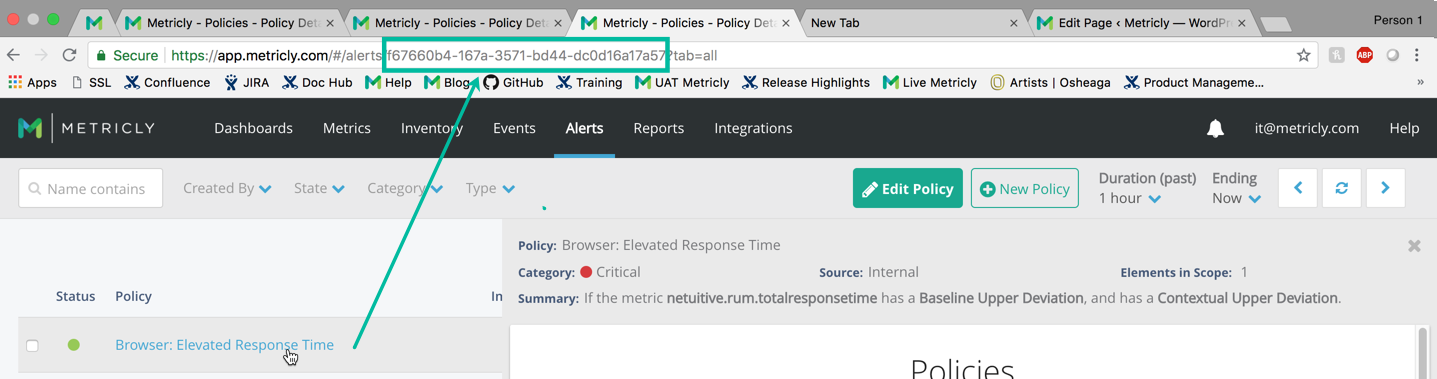 Metricly - Policies - Policy Deta
Metricly - Policies - Policy Deta
Metricly - Policies - Policy Deta
New Tab
Edit Page ‹ Metricly — WordPr
Person 1
Secure
https://app.metricly.com/#/alerts/f67660b4-167a-3571-bd44-dc0d16a17a57?tab=all
ABP
Apps
SSL
Confluence
JIRA
Doc Hub
Help
Blog
GitHub
Training
UAT Metricly
Release Highlights
Live Metricly
Artists | Osheaga
Product Manageme...
»
METRICLY
Dashboards
Metrics
Inventory
Events
Alerts
Reports
Integrations
it@metricly.com
Help
Name contains
Created By
State
Category
Type
Edit Policy
New Policy
Duration (past)
1 hour
Ending
Now
Policy: Browser: Elevated Response Time
Category: Critical
Source: Internal
Elements in Scope: 1
Summary: If the metric netuitive.rum.totalresponsetime has a Baseline Upper Deviation, and has a Contextual Upper Deviation.
Status
Policy
In
Browser: Elevated Response Time
Policies